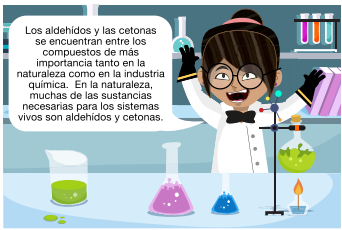 Los aldehídos y las cetonas
se encuentran entre los
compuestos de más
importancia tanto en la
naturaleza como en la industria
química.  En la naturaleza,
muchas de las sustancias
necesarias para los sistemas
vivos son aldehídos y cetonas.